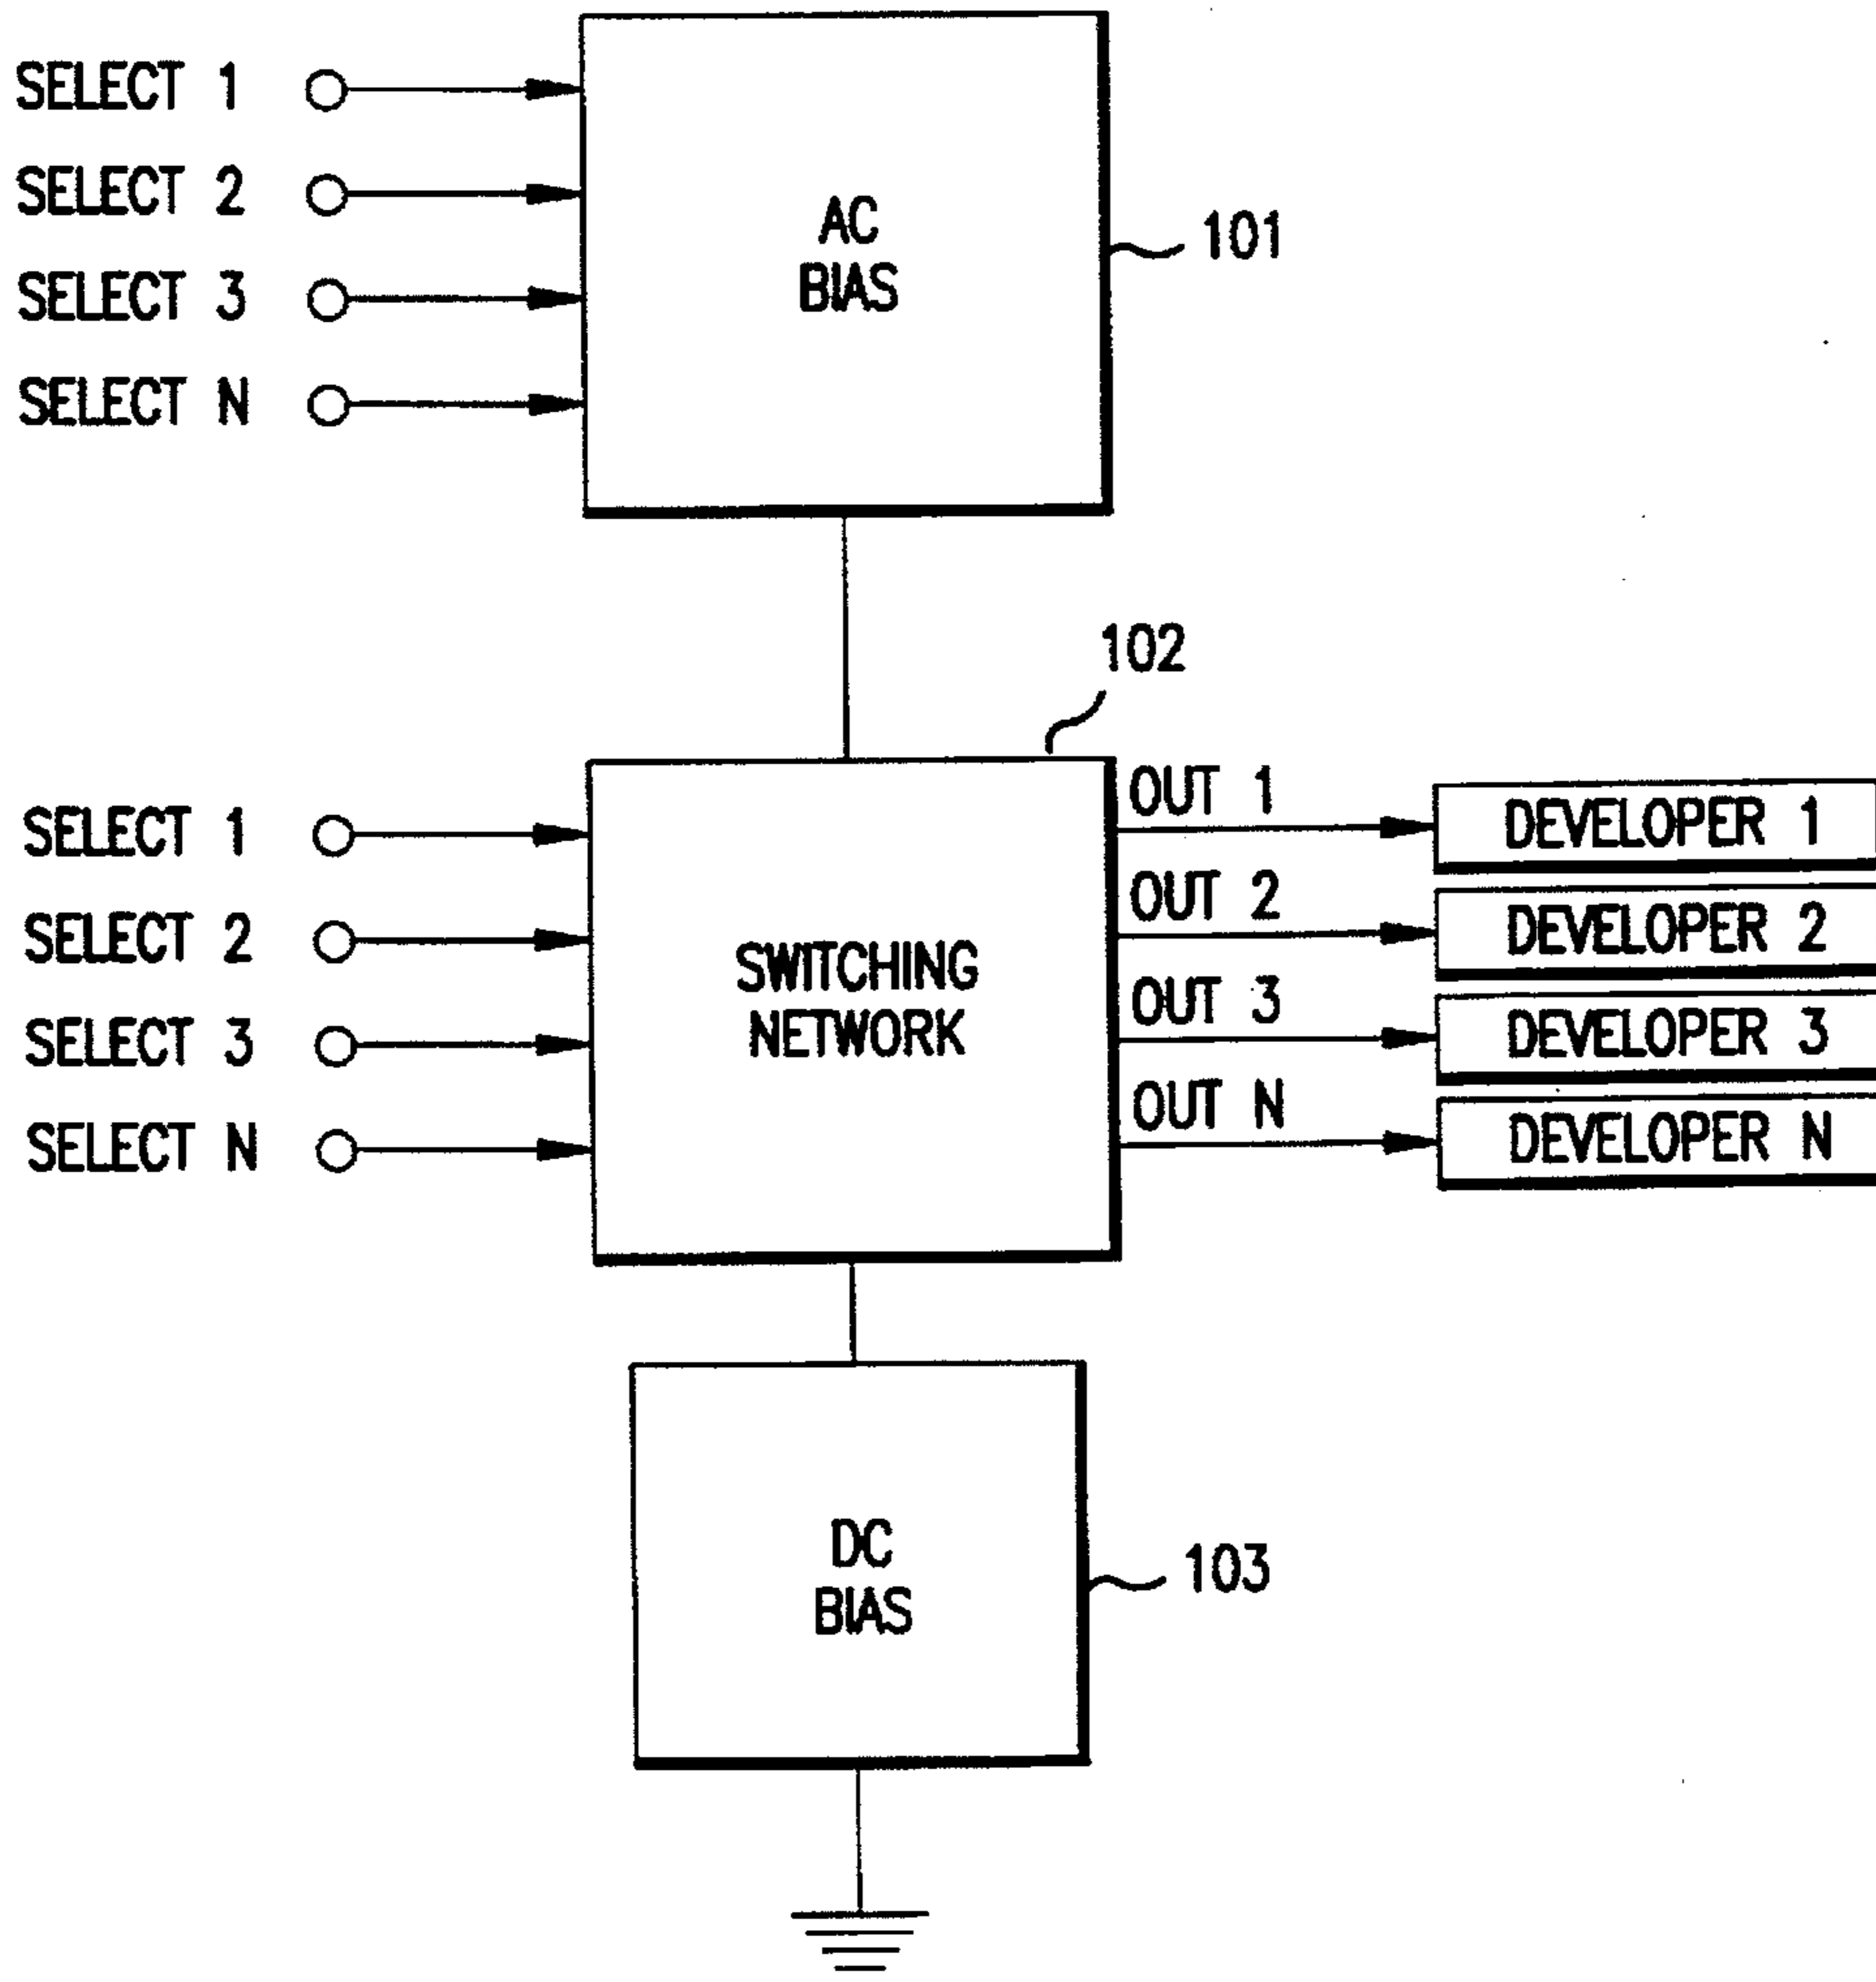 SELECT 1
SELECT 2
SELECT 3
SELECT N
AC
BIAS
101
102
SELECT 1
SELECT 2
SELECT 3
SELECT N
SWITCHING
NETWORK
OUT 1
OUT 2
OUT 3
OUT N
DEVELOPER 1
DEVELOPER 2
DEVELOPER 3
DEVELOPER N
DC
BIAS
103